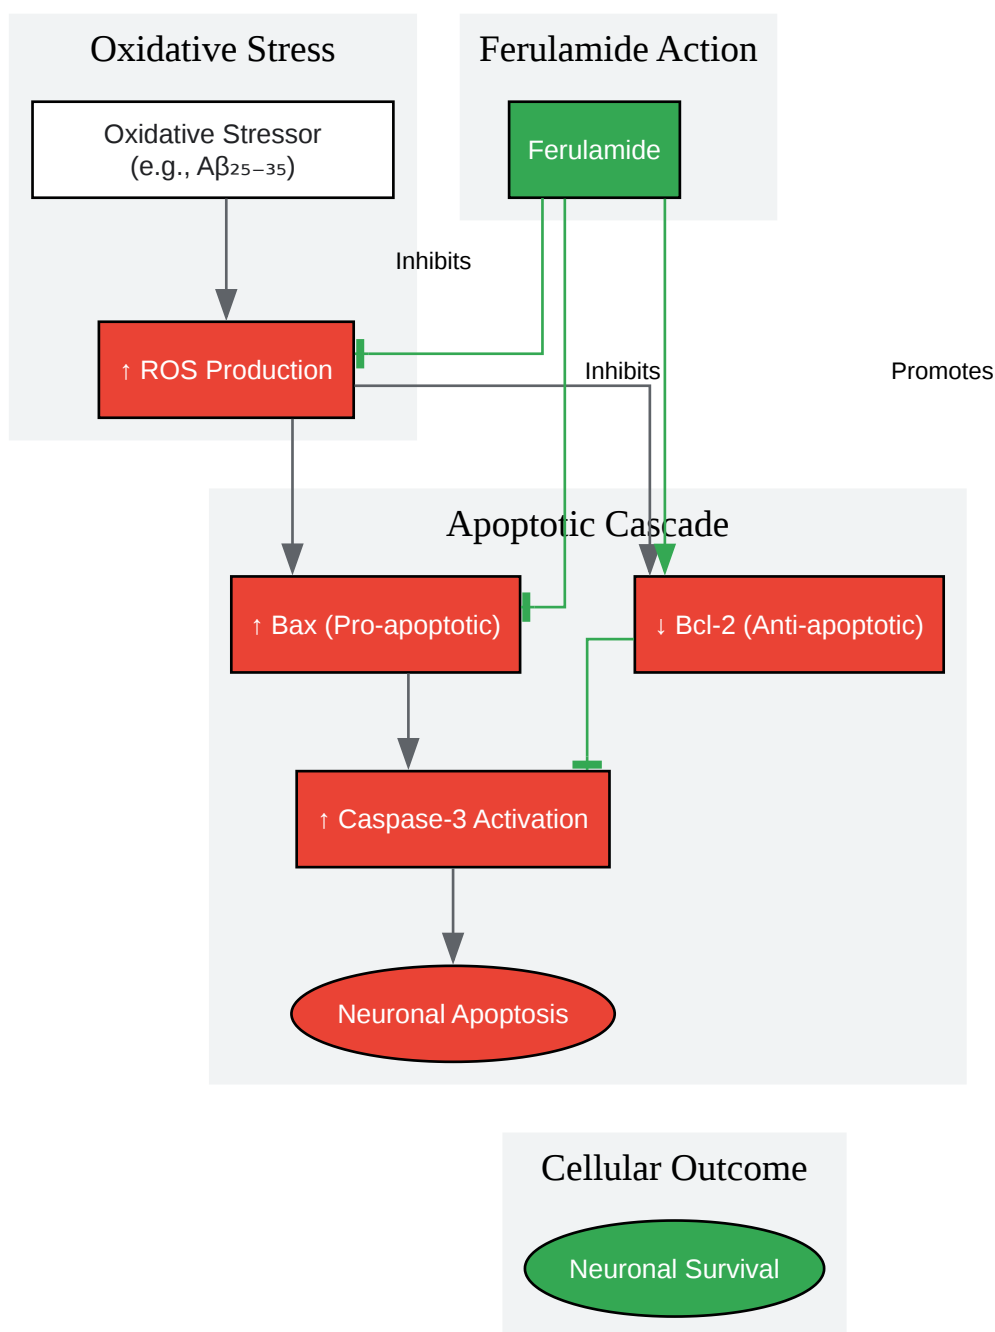 Oxidative Stress
Ferulamide Action
Oxidative Stressor
(e.g., Aβ₂₅₋₃₅)
Ferulamide
Inhibits
↑ ROS Production
Inhibits
Promotes
Apoptotic Cascade
↑ Bax (Pro-apoptotic)
↓ Bcl-2 (Anti-apoptotic)
↑ Caspase-3 Activation
Neuronal Apoptosis
Cellular Outcome
Neuronal Survival